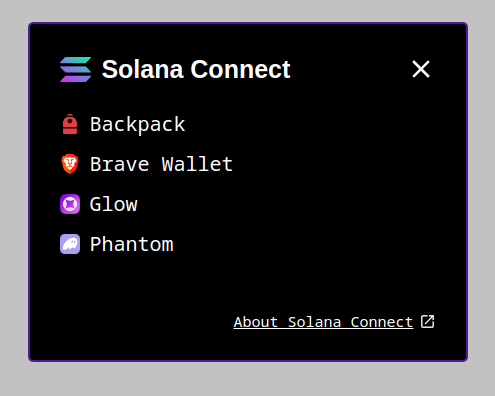 Solana Connect
Backpack
Brave Wallet
Glow
Phantom
About Solana Connect